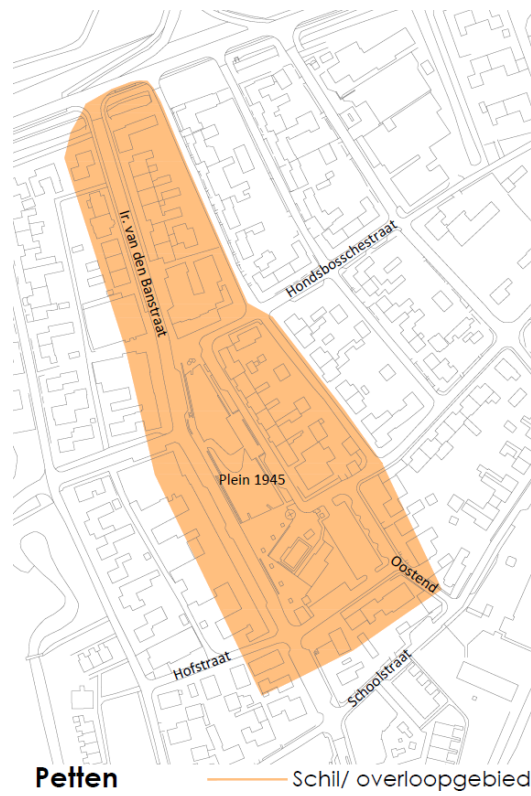 Ir. van den Banstraat
Hondsbosschestraat
Plein 1945
Oostend
Hofstraat
Schoolstraat
Petten
Schil/ overloopgebied